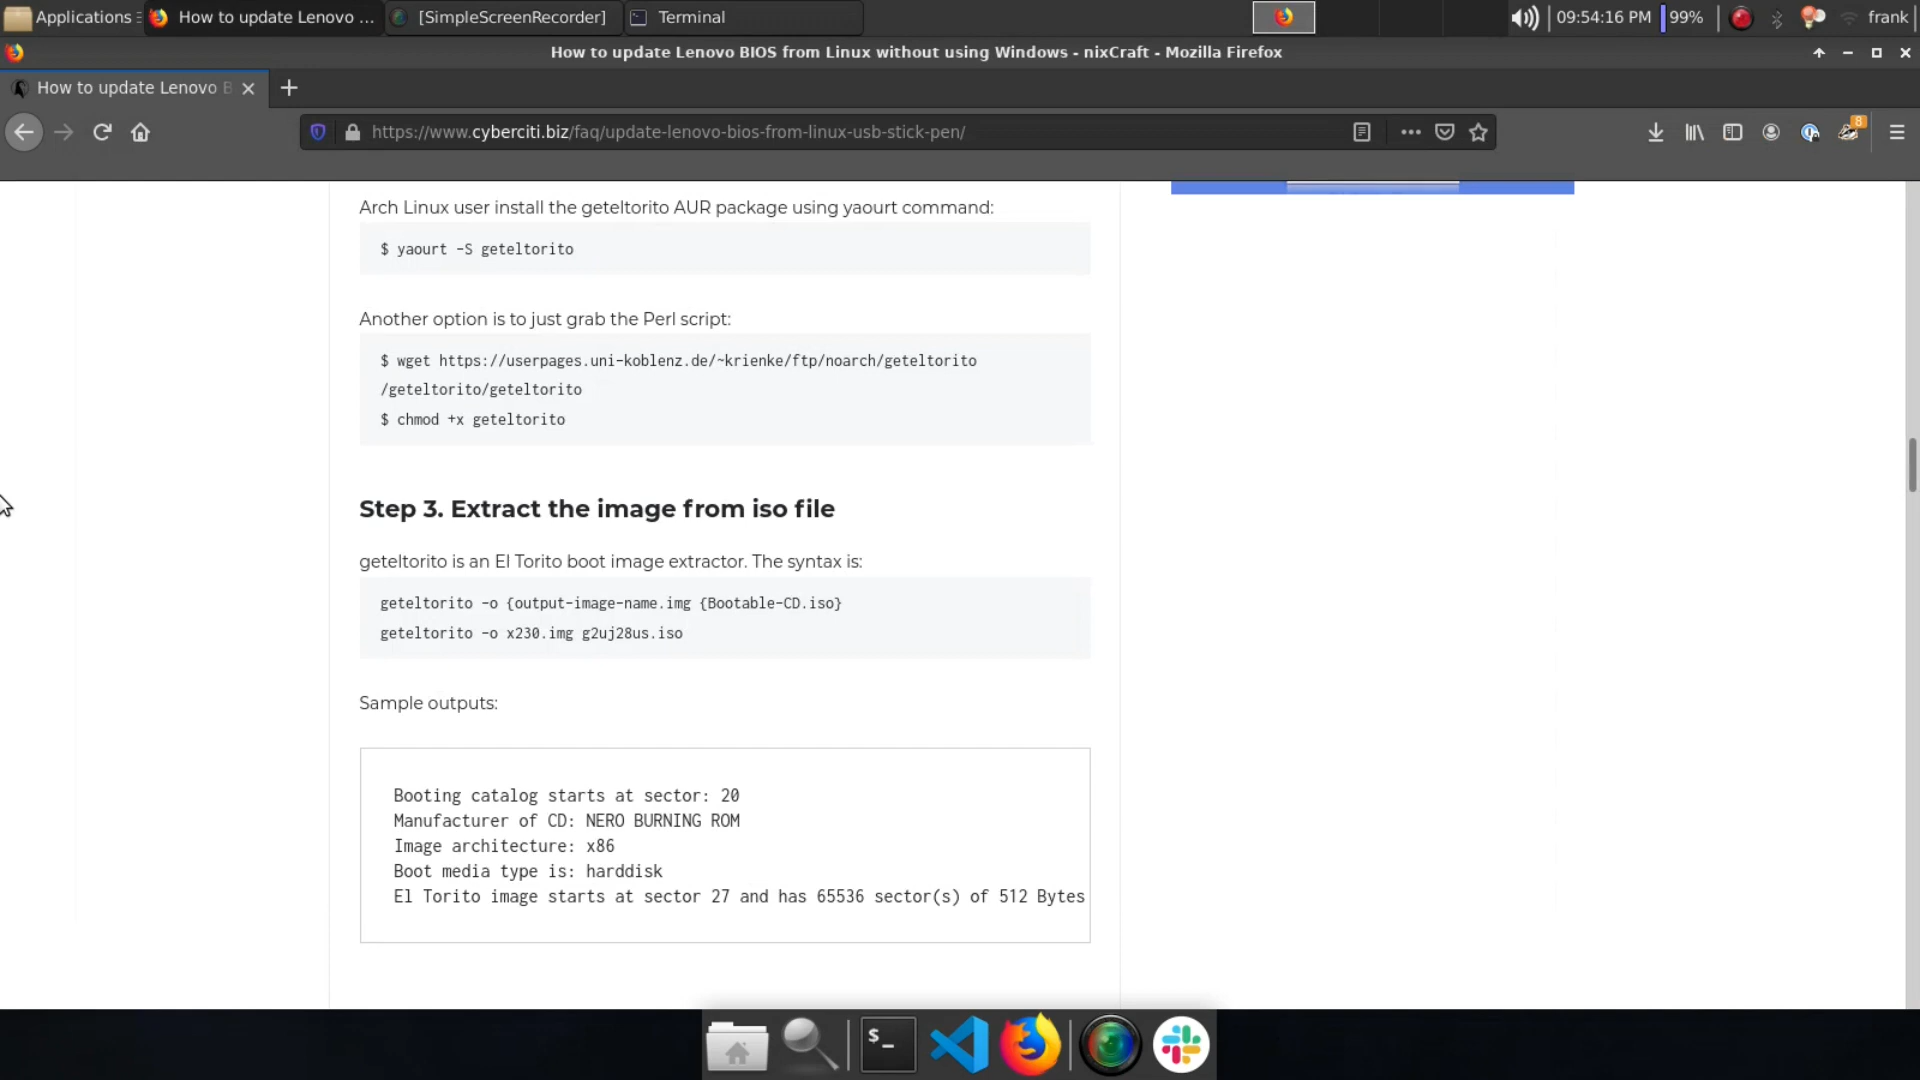 Applications
How to update Lenovo ...
[SimpleScreenRecorder]
Terminal
09:54:16 PM
99%
frank
How to update Lenovo BIOS from Linux without using Windows - nixCraft - Mozilla Firefox
How to update Lenovo B
https://www.cyberciti.biz/faq/update-lenovo-bios-from-linux-usb-stick-pen/
8
Arch Linux user install the geteltorito AUR package using yaourt command:
$ yaourt -S geteltorito
Another option is to just grab the Perl script:
$ wget https://userpages.uni-koblenz.de/~krienke/ftp/noarch/geteltorito
/geteltorito/geteltorito
$ chmod +x geteltorito
Step 3. Extract the image from iso file
geteltorito is an El Torito boot image extractor. The syntax is:
geteltorito -o {output-image-name.img {Bootable-CD.iso}
geteltorito -o x230.img g2uj28us.iso
Sample outputs:
Booting catalog starts at sector: 20
Manufacturer of CD: NERO BURNING ROM
Image architecture: x86
Boot media type is: harddisk
El Torito image starts at sector 27 and has 65536 sector(s) of 512 Bytes
$_